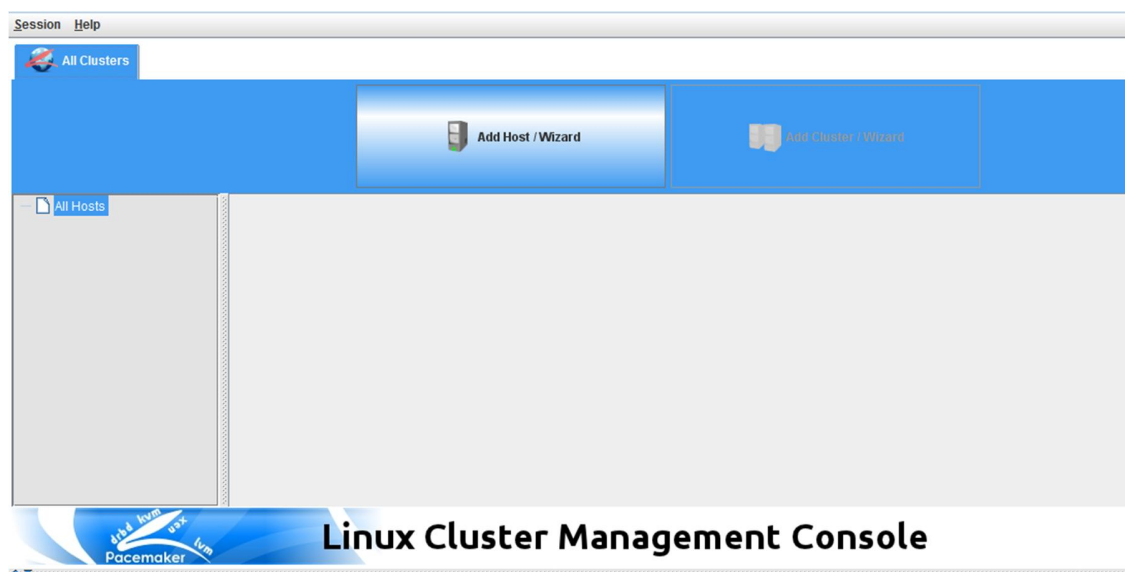 Session Help
All Clusters
Add Host / Wizard
Add Cluster / Wizard
All Hosts
drbd kvm xen lvm
Pacemaker
Linux Cluster Management Console